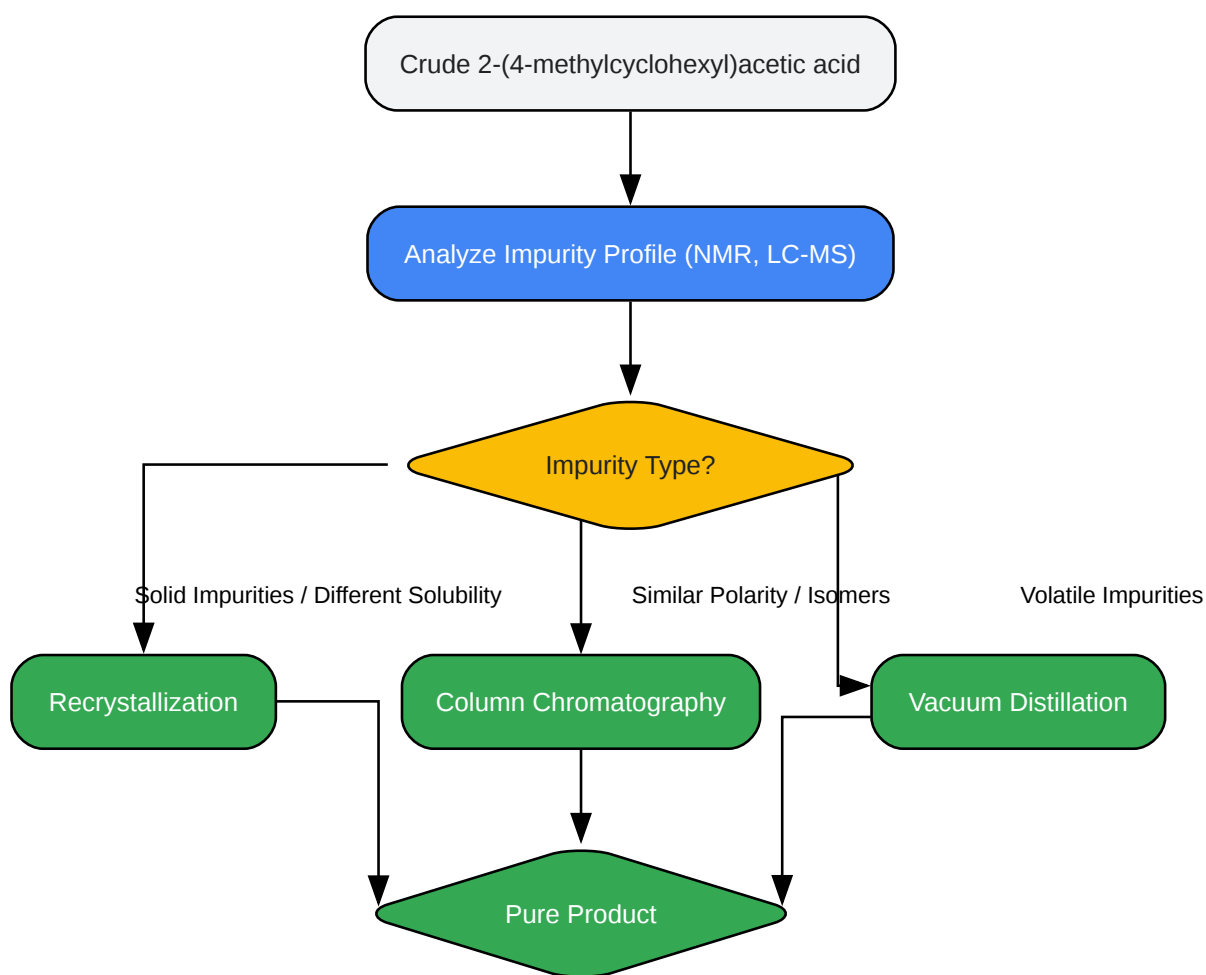 Crude 2-(4-methylcyclohexyl)acetic acid
Analyze Impurity Profile (NMR, LC-MS)
Impurity Type?
Solid Impurities / Different Solubility
Similar Polarity / Isomers
Volatile Impurities
Recrystallization
Column Chromatography
Vacuum Distillation
Pure Product